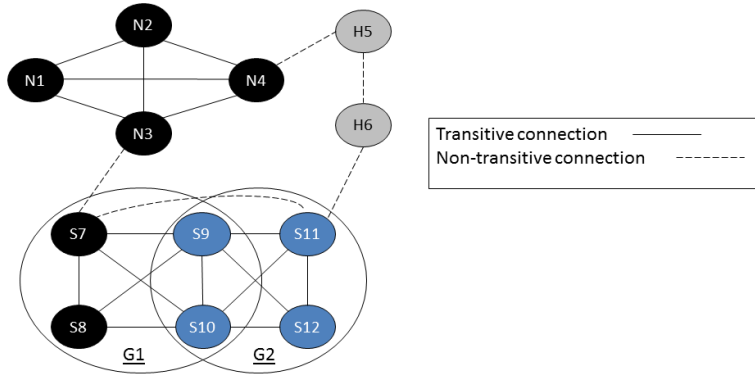 N2
H5
N1
N4
H6
N3
Transitive connection
Non-transitive connection
S7
S9
S11
S8
S10
S12
G1
G2